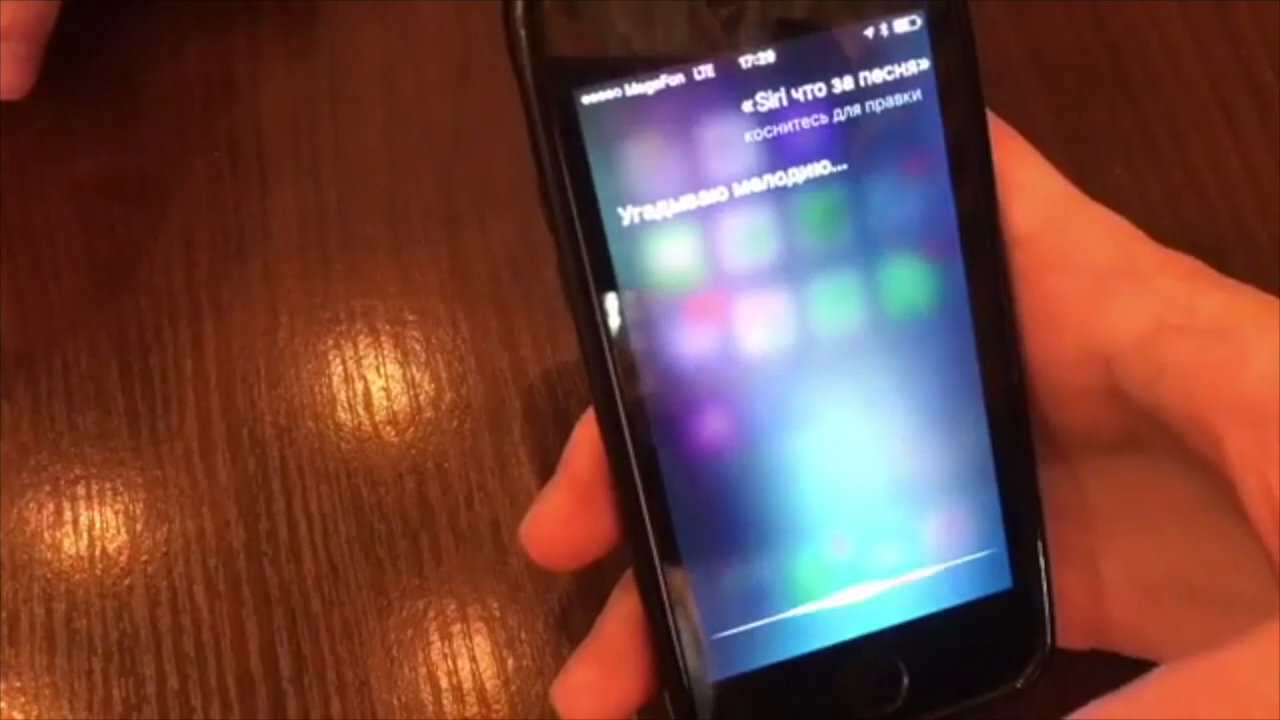 MegaFon LTE 17:29
«Siri что за песня»
коснитесь для правки
Угадываю мелодию...